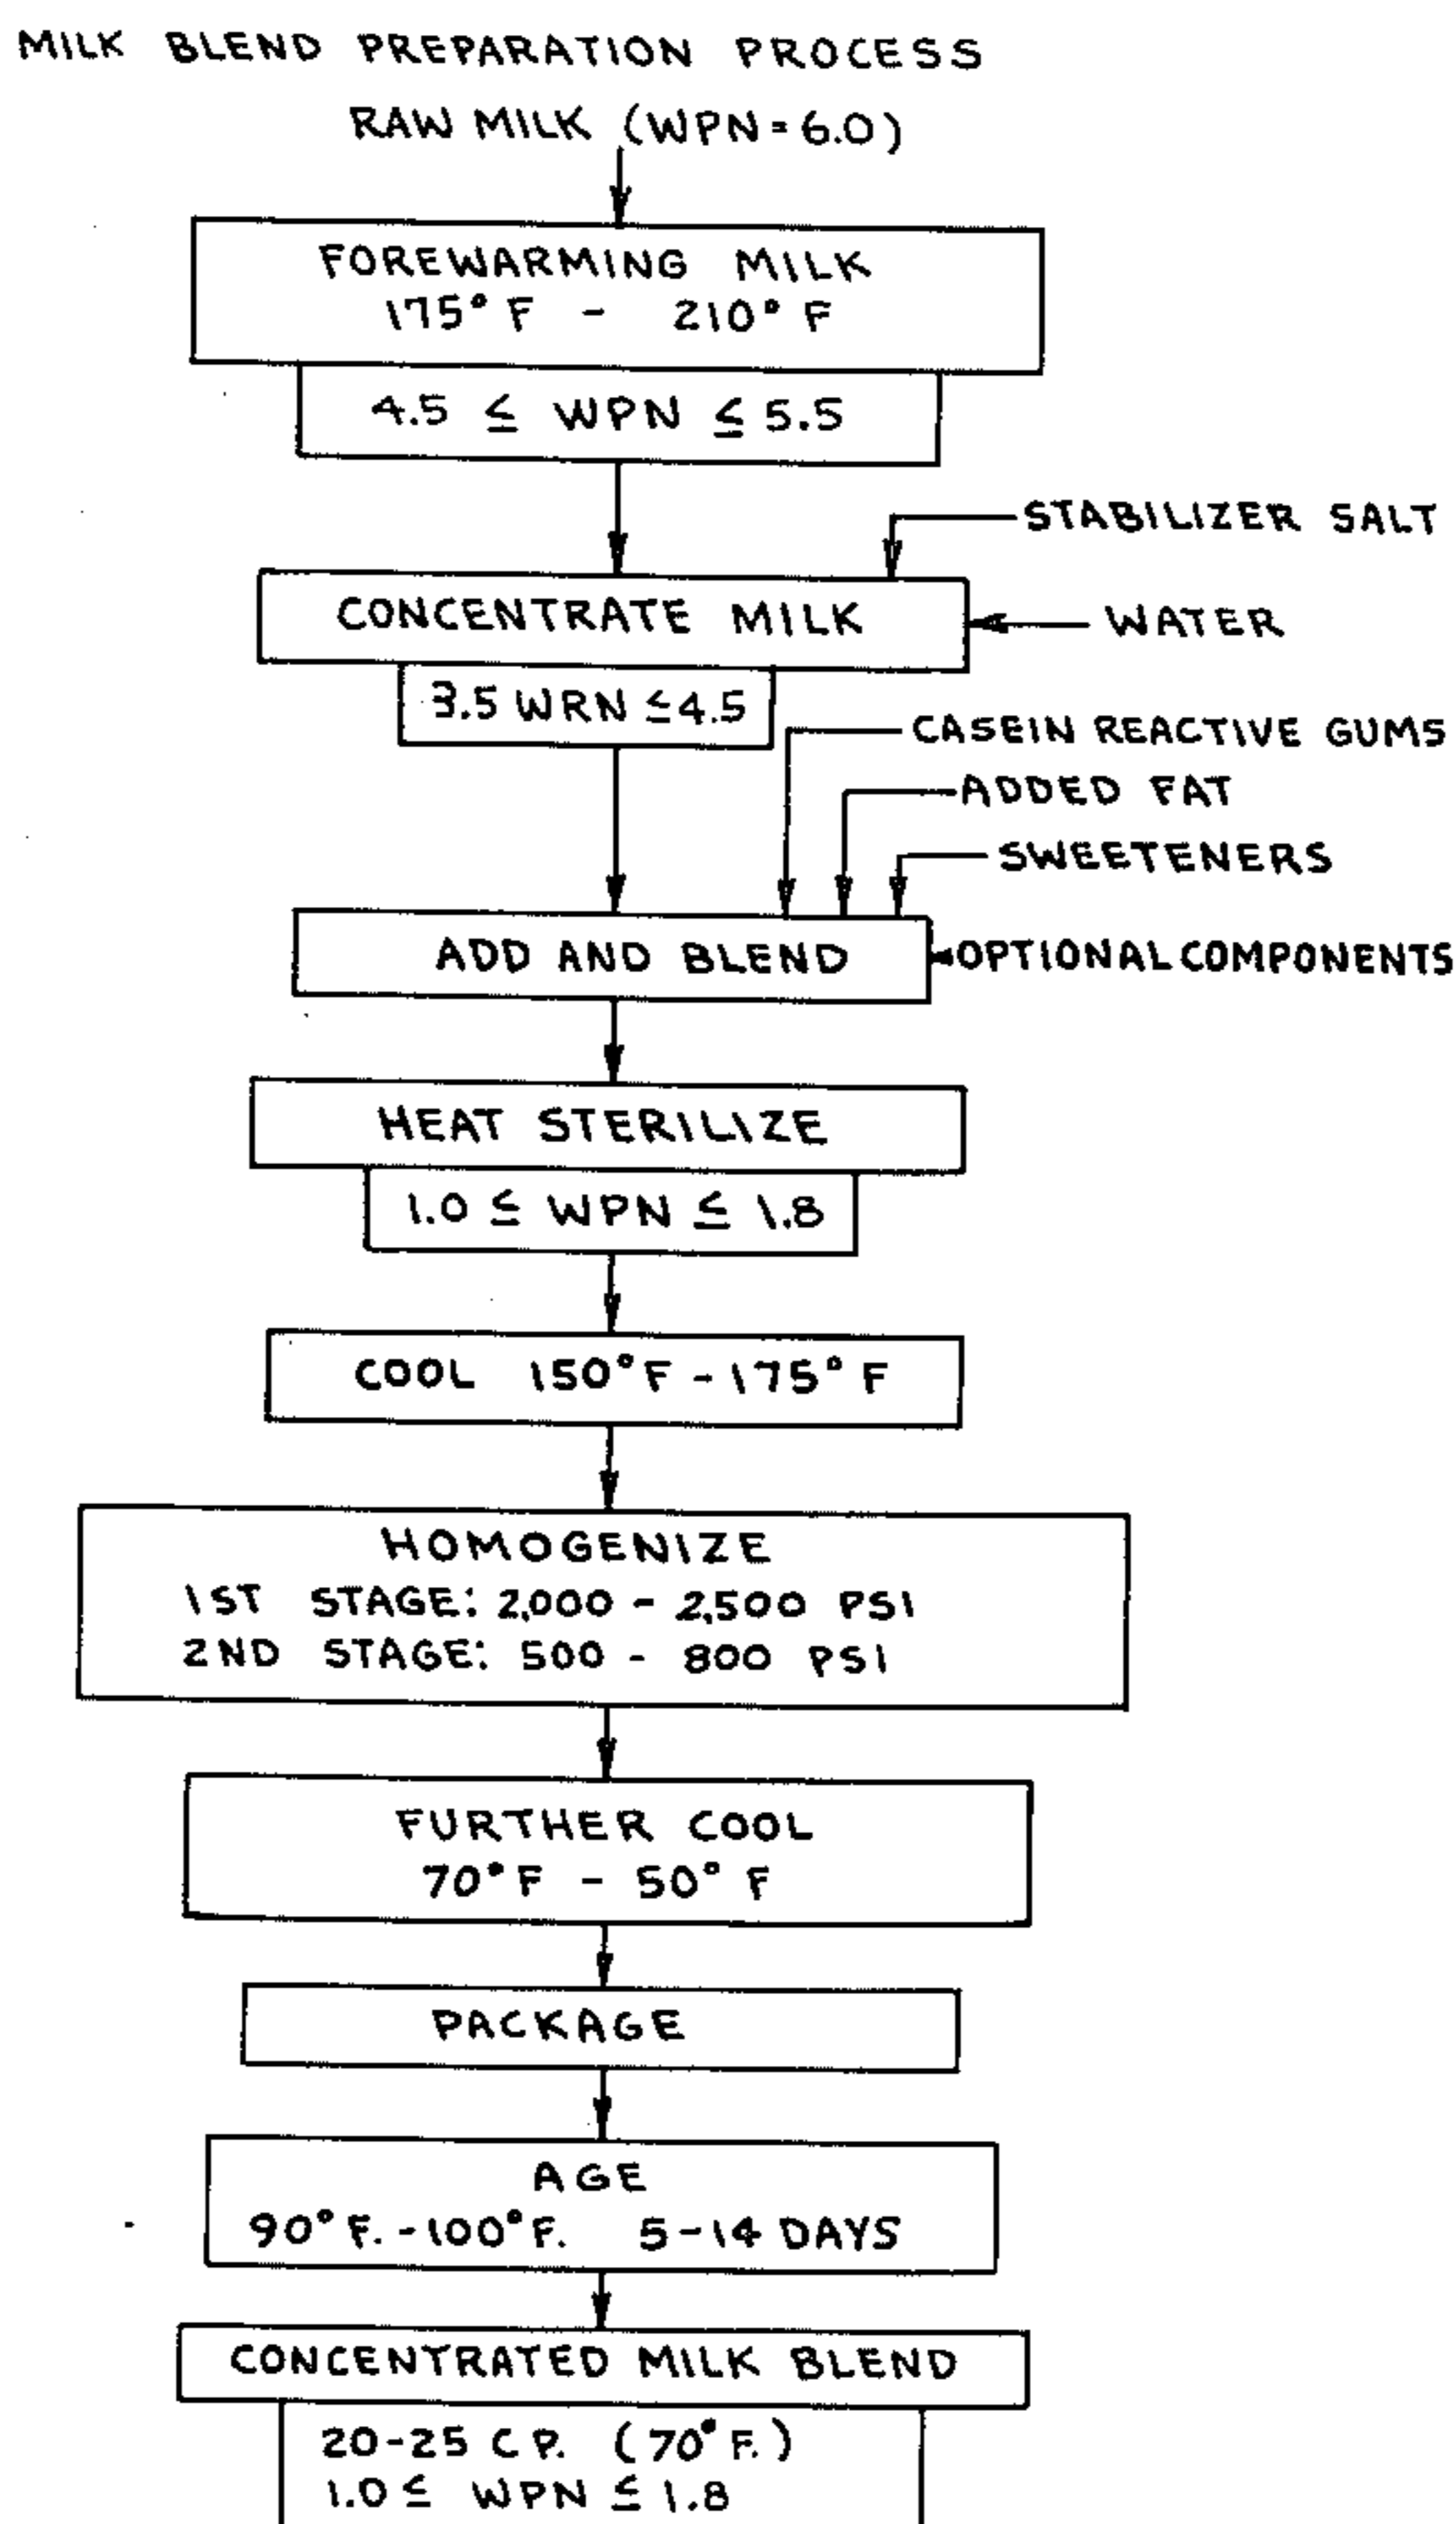 MILK BLEND PREPARATION PROCESS
RAW MILK (WPN = 6.0)
FOREWARMING MILK
175° F - 210° F
4.5 ≤ WPN ≤ 5.5
STABILIZER SALT
CONCENTRATE MILK
WATER
3.5 WRN ≤ 4.5
CASEIN REACTIVE GUMS
ADDED FAT
SWEETENERS
ADD AND BLEND
OPTIONAL COMPONENTS
HEAT STERILIZE
1.0 ≤ WPN ≤ 1.8
COOL 150°F - 175° F
HOMOGENIZE
1ST STAGE: 2,000 - 2,500 PSI
2ND STAGE: 500 - 800 PSI
FURTHER COOL
70°F - 50° F
PACKAGE
AGE
90°F. - 100°F. 5-14 DAYS
CONCENTRATED MILK BLEND
20-25 C P. (70°F.)
1.0 ≤ WPN ≤ 1.8